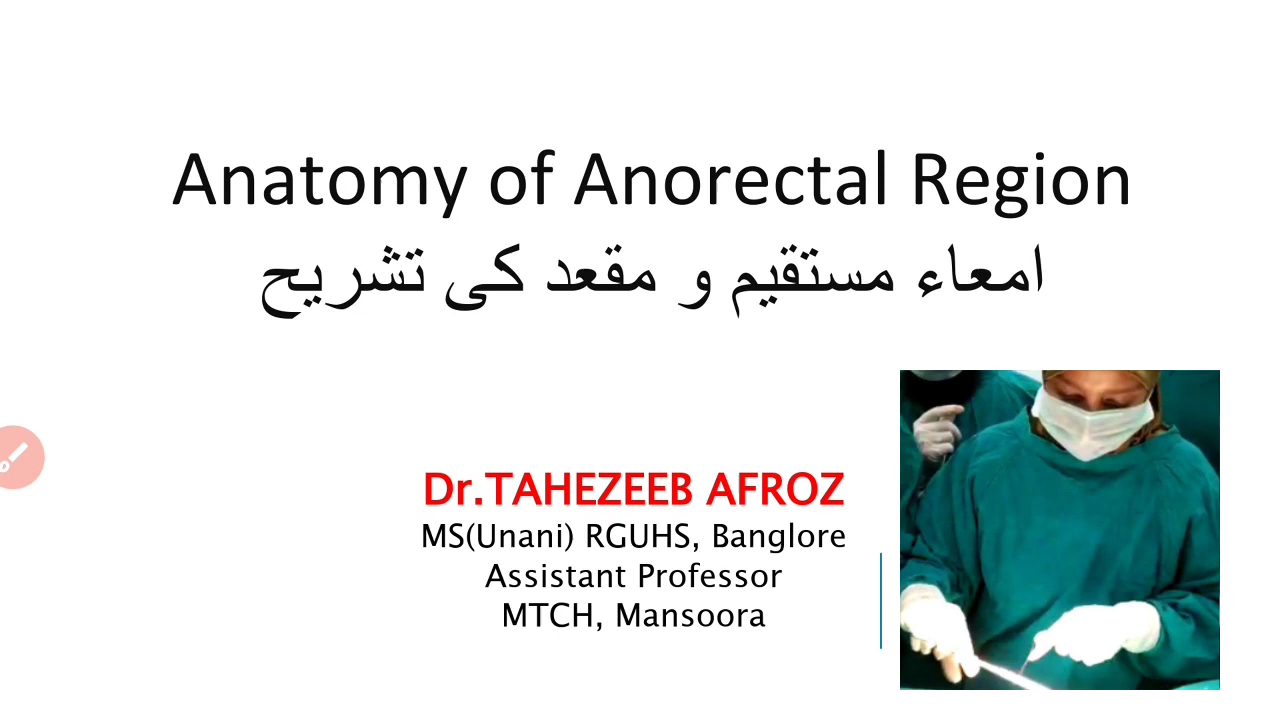 Anatomy of Anorectal Region
امعاء مستقیم و مقعد کی تشریح
Dr.TAHEZEEB AFROZ
MS(Unani) RGUHS, Banglore
Assistant Professor
MTCH, Mansoora